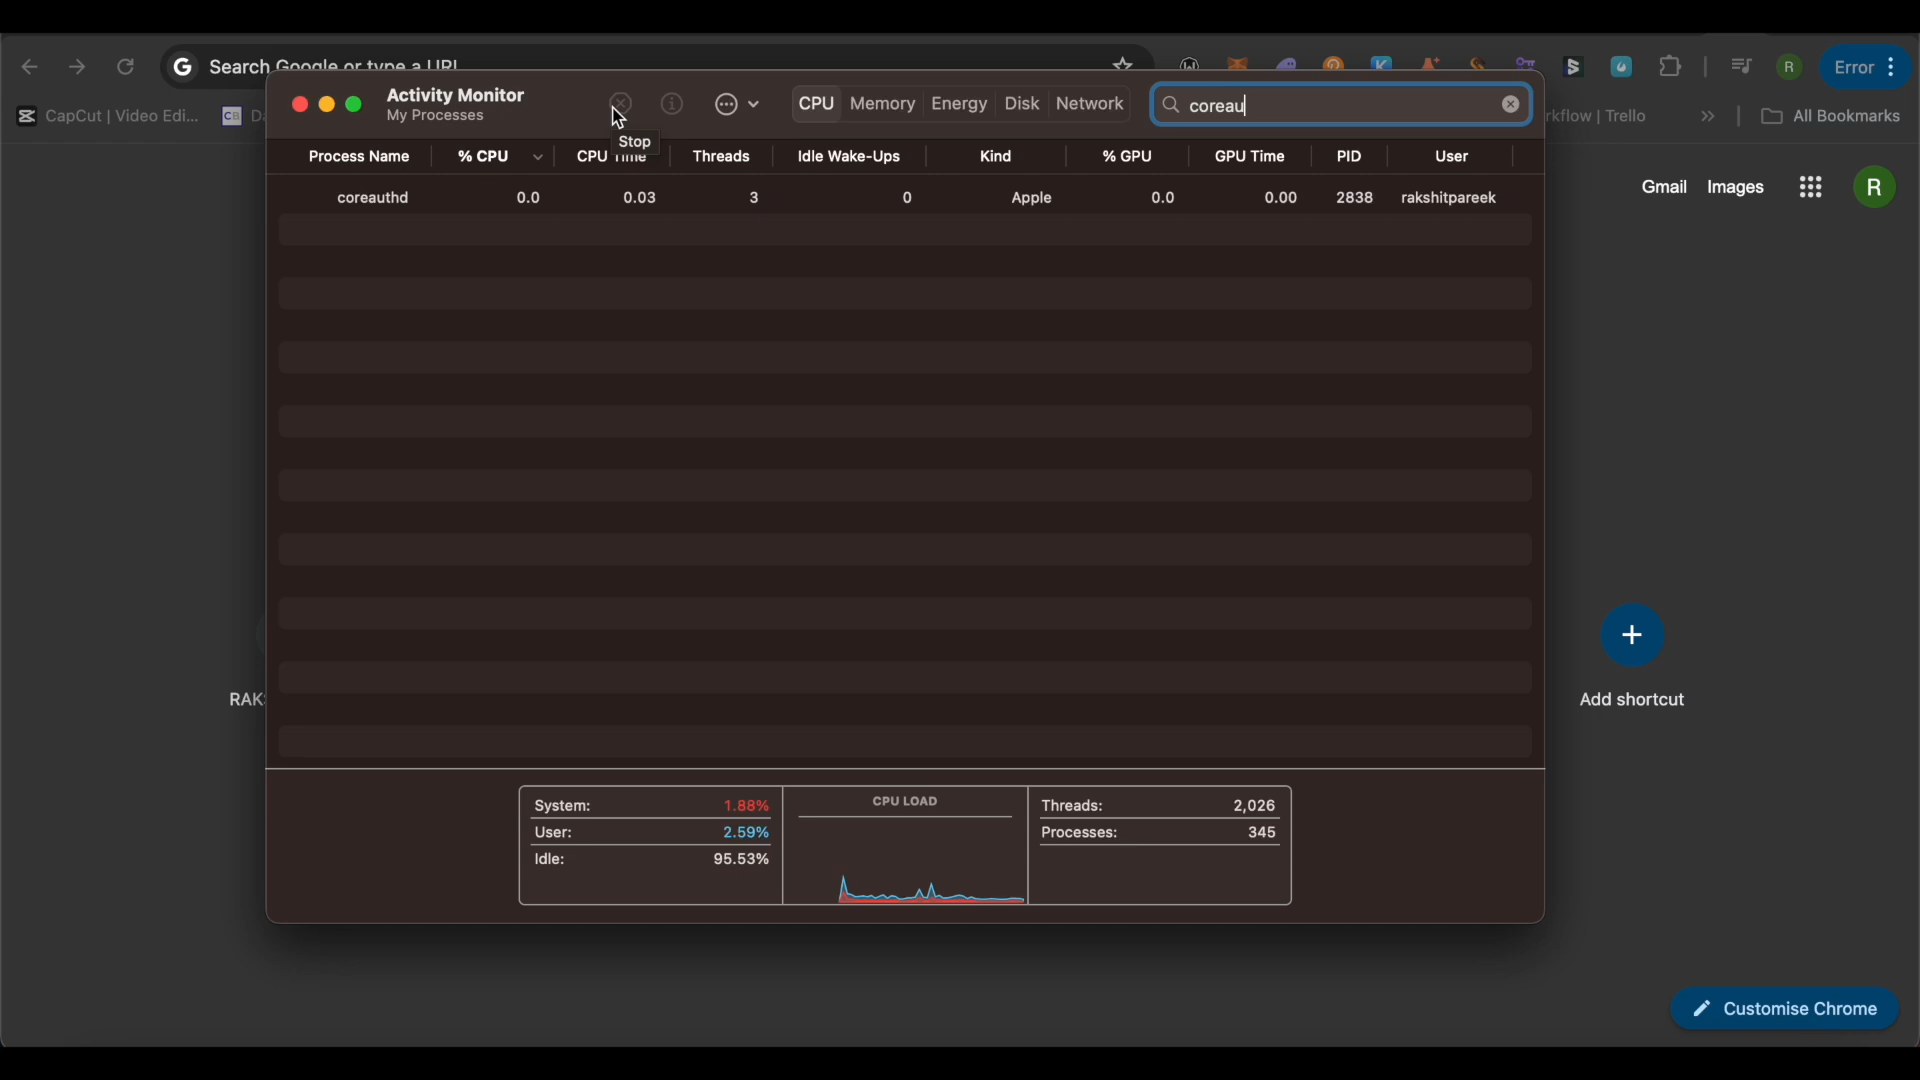 Search Google or type a URL
Error
CapCut | Video Edi...
CB
rkflow | Trello
All Bookmarks
Activity Monitor
My Processes
CPU Memory Energy Disk Network
coreau
Stop
Process Name % CPU CPU Time Threads Idle Wake-Ups Kind % GPU GPU Time PID User
coreauthd 0.0 0.03 3 0 Apple 0.0 0.00 2838 rakshitpareek
Gmail Images R
RAK
Add shortcut
System: 1.88%
User: 2.59%
Idle: 95.53%
CPU LOAD
Threads: 2,026
Processes: 345
Customise Chrome